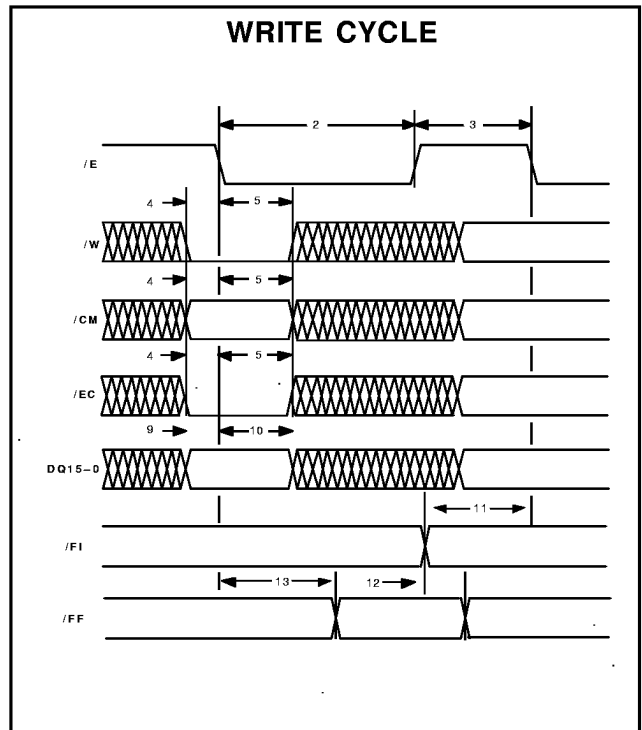 WRITE CYCLE
2 3
/E
4 5
/W
4 5
/CM
4 5
/EC
9 10
DQ15–0
11
/FI
13 12
/FF